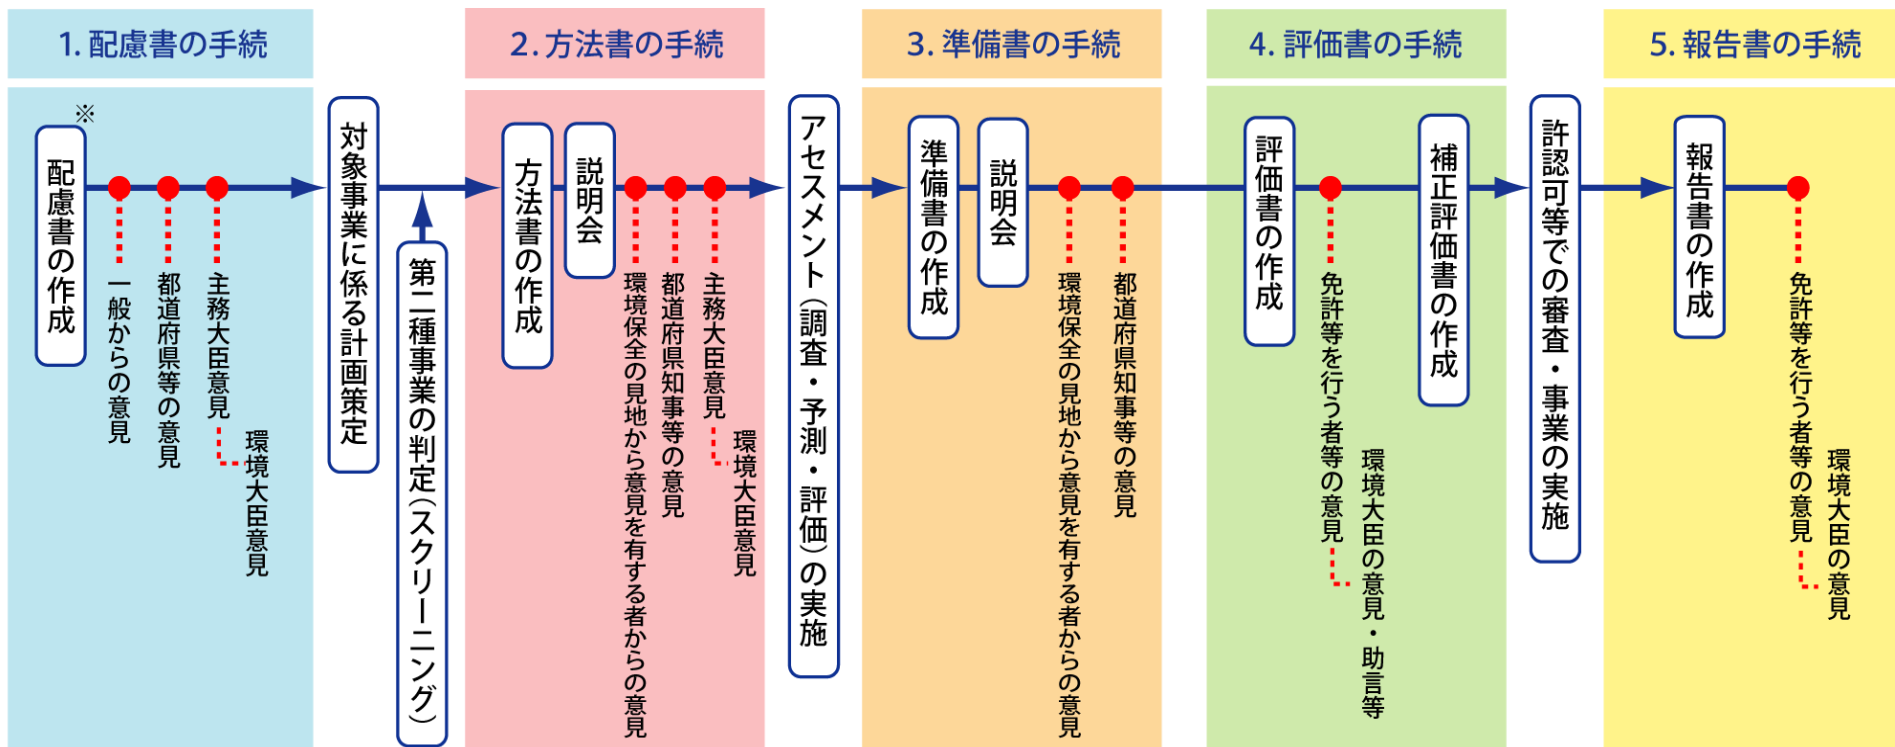 1. 配慮書の手続
※
配慮書の作成
一般からの意見
都道府県等の意見
主務大臣意見
環境大臣意見
対象事業に係る計画策定
第二種事業の判定（スクリーニング）
2. 方法書の手続
方法書の作成
説明会
環境保全の見地から意見を有する者からの意見
都道府県知事等の意見
主務大臣意見
環境大臣意見
アセスメント（調査・予測・評価）の実施
3. 準備書の手続
準備書の作成
説明会
環境保全の見地から意見を有する者からの意見
都道府県知事等の意見
4. 評価書の手続
評価書の作成
免許等を行う者等の意見
環境大臣の意見・助言等
補正評価書の作成
許認可等での審査・事業の実施
5. 報告書の手続
報告書の作成
免許等を行う者等の意見
環境大臣の意見